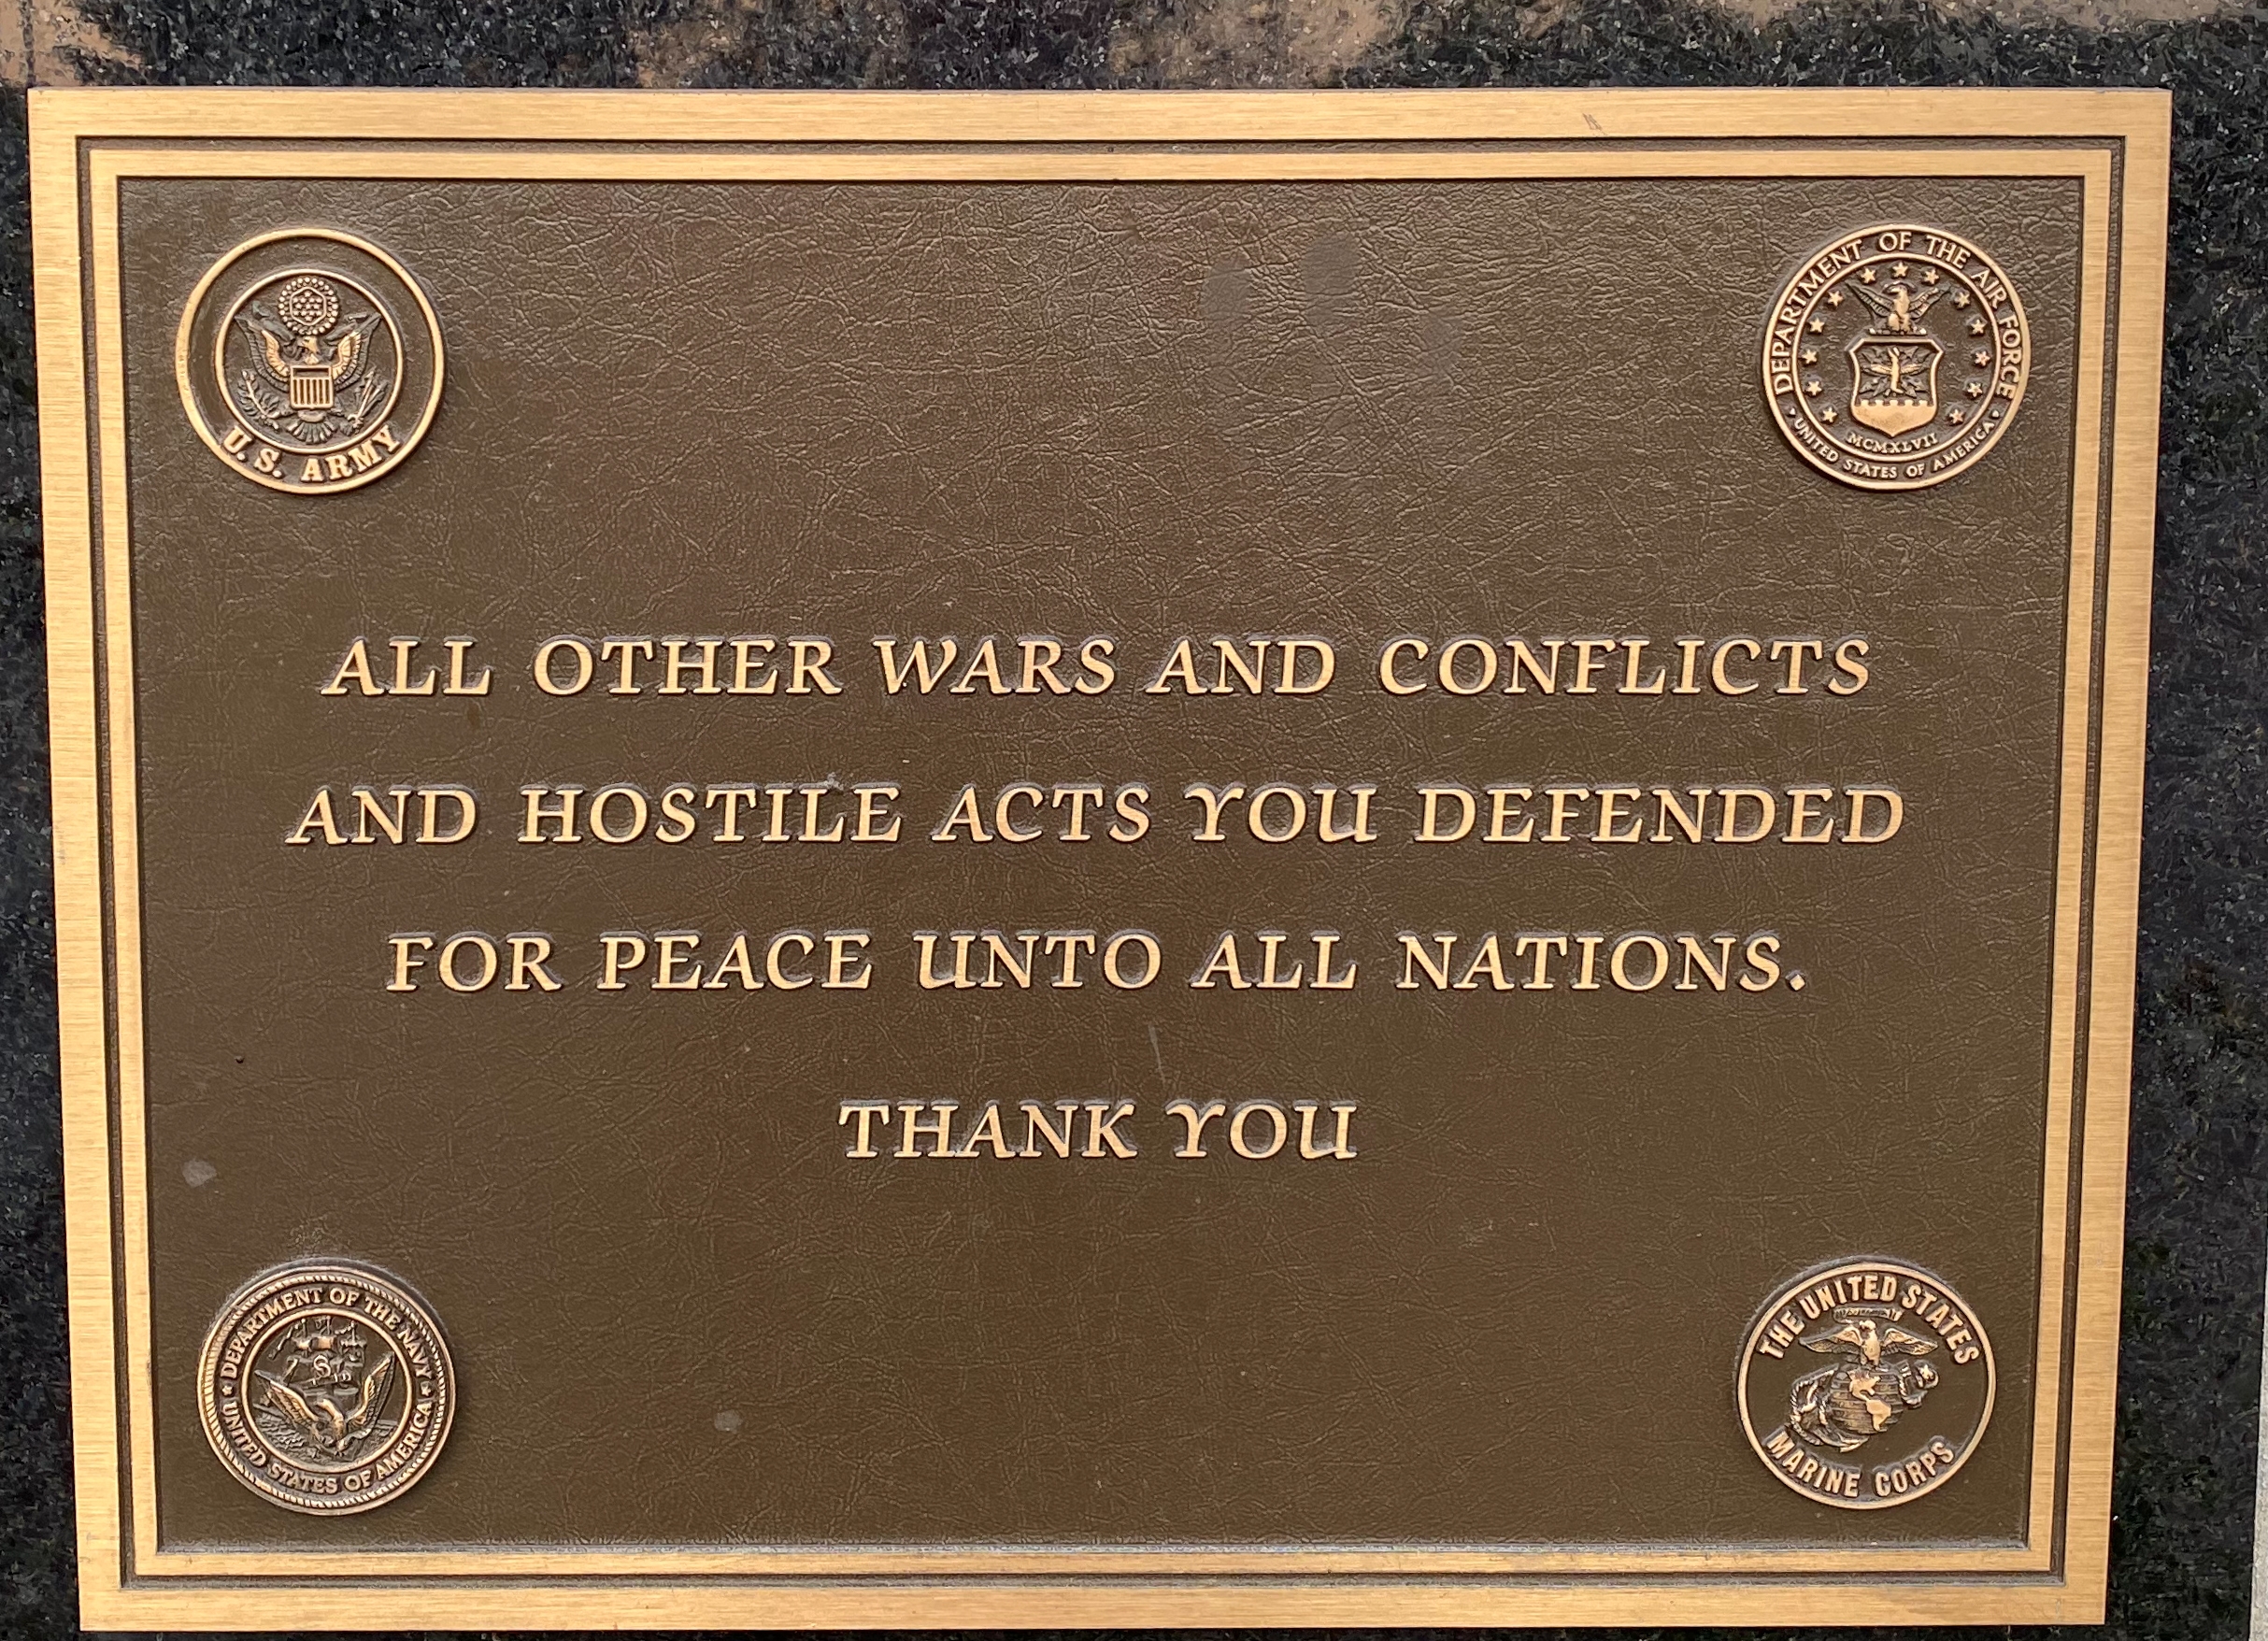 U.S. ARMY
DEPARTMENT OF THE AIR FORCE
MCMXLVII
UNITED STATES OF AMERICA
ALL OTHER WARS AND CONFLICTS
AND HOSTILE ACTS YOU DEFENDED
FOR PEACE UNTO ALL NATIONS.
THANK YOU
DEPARTMENT OF THE NAVY
UNITED STATES OF AMERICA
THE UNITED STATES
MARINE CORPS